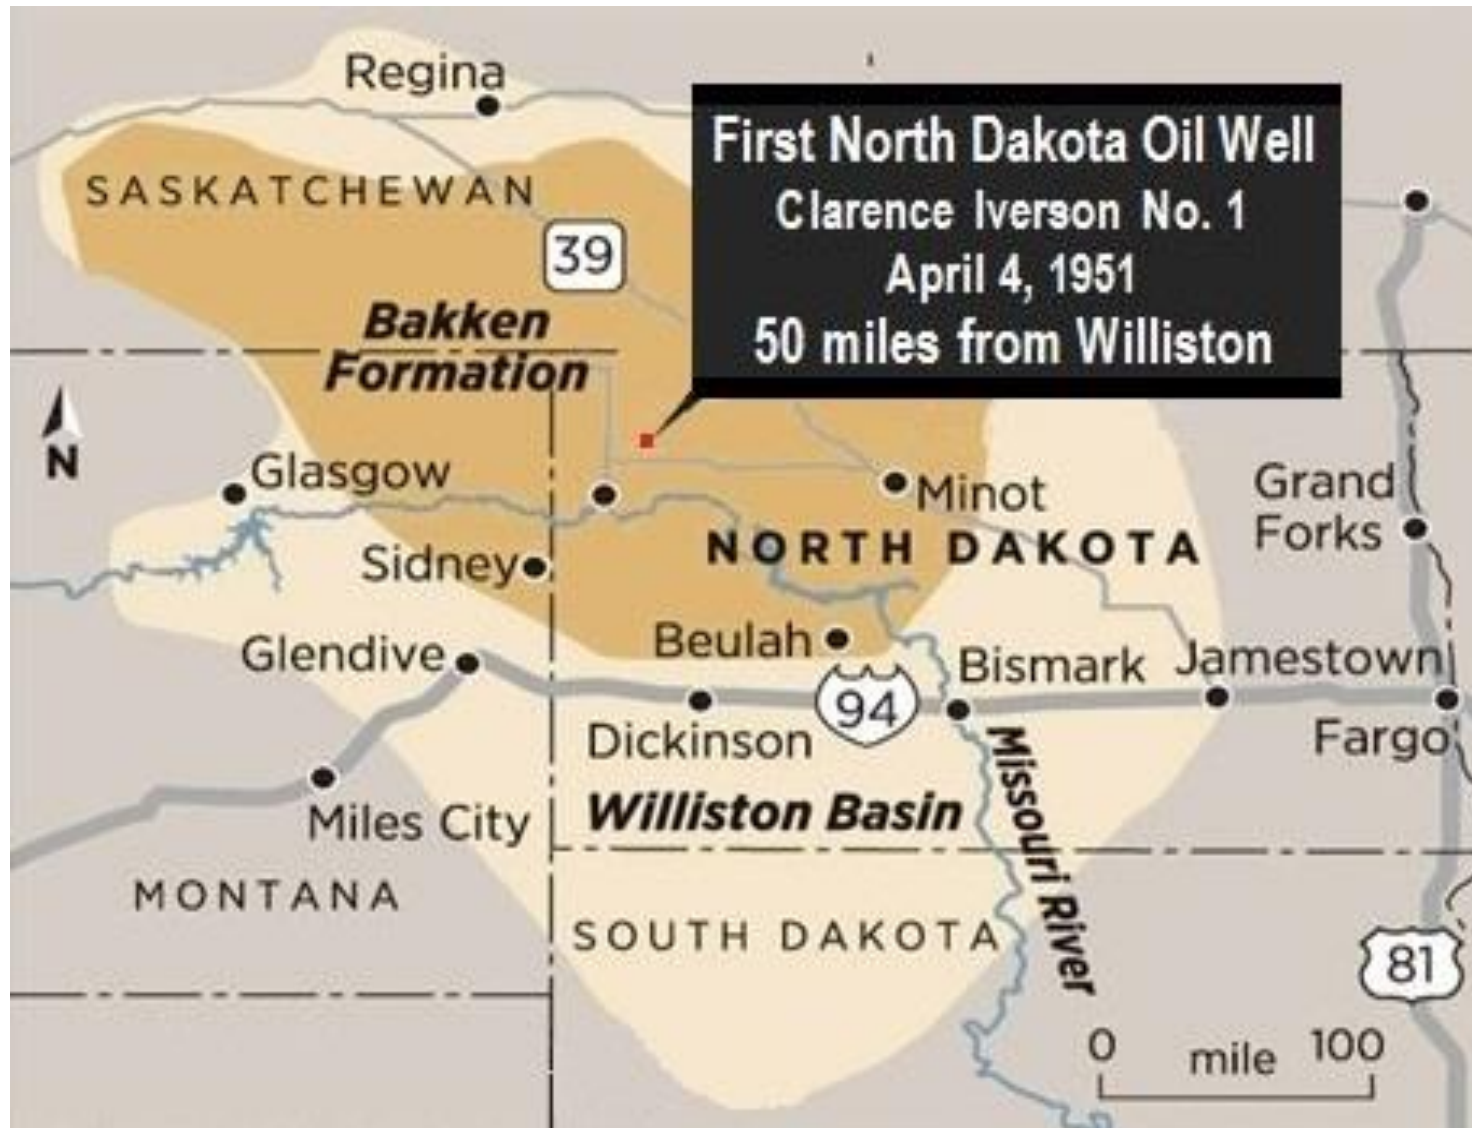 Regina
First North Dakota Oil Well
Clarence Iverson No. 1
April 4, 1951
50 miles from Williston
SASKATCHEWAN
39
Bakken
Formation
N
Glasgow
Minot
Grand
Forks
NORTH DAKOTA
Sidney
Beulah
Glendive
Bismark
Jamestown
94
Dickinson
Fargo
Miles City
Williston Basin
Missouri River
MONTANA
SOUTH DAKOTA
81
0 mile 100